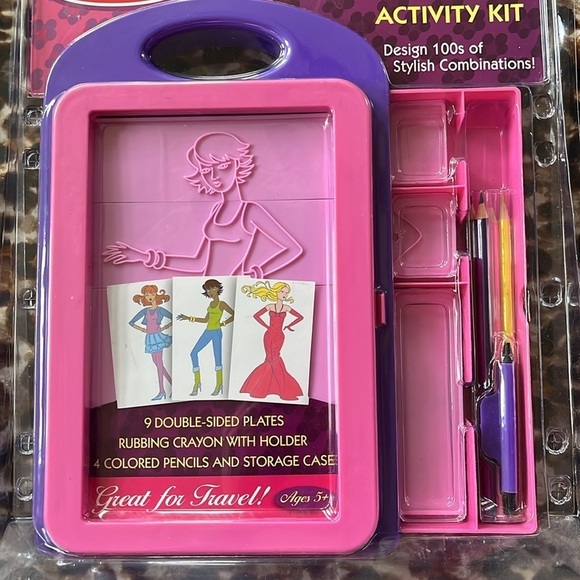 ACTIVITY KIT
Design 100s of
Stylish Combinations!
9 DOUBLE-SIDED PLATES
RUBBING CRAYON WITH HOLDER
4 COLORED PENCILS AND STORAGE CASE
Great for Travel! Ages 5+